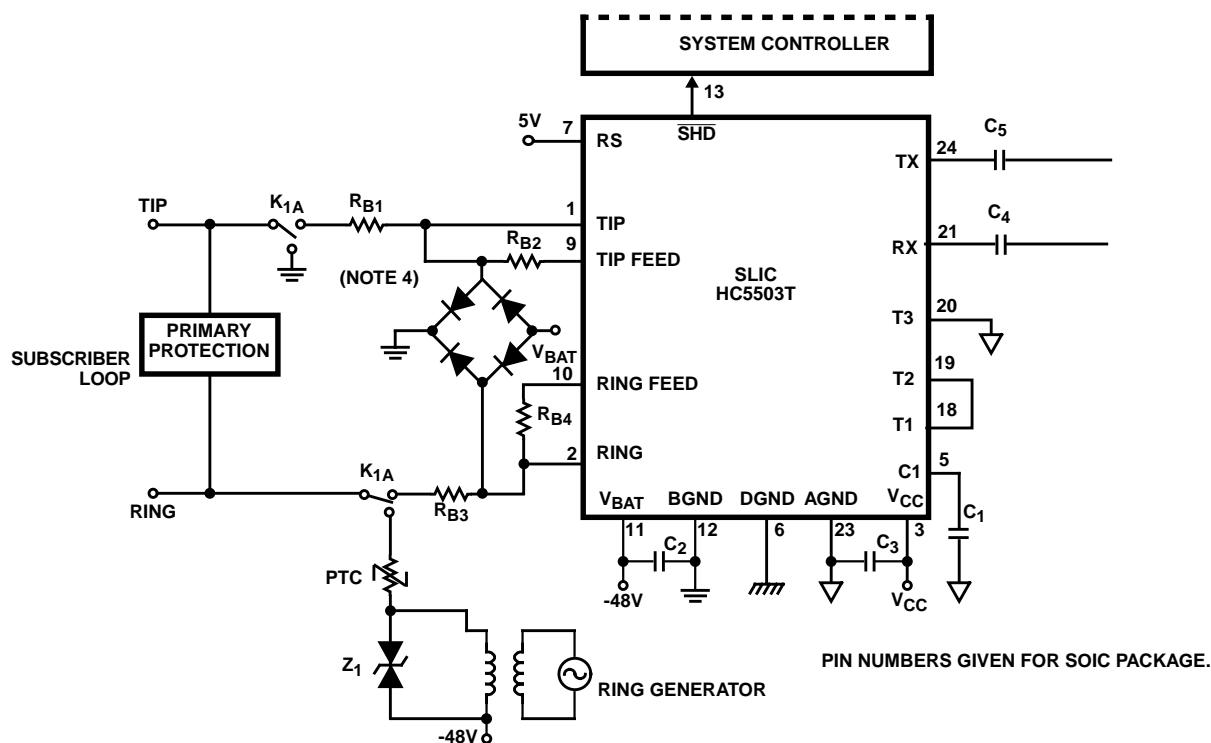 SYSTEM CONTROLLER
13
5V
7
RS
SHD
TX
24
C5
TIP
K1A
RB1
1
TIP
RB2
9
TIP FEED
RX
21
C4
(NOTE 4)
SLIC
HC5503T
T3
20
PRIMARY
PROTECTION
SUBSCRIBER
LOOP
VBAT
10
RING FEED
T2
19
RB4
T1
18
2
RING
C1
5
K1A
RING
RB3
VBAT
BGND
DGND
AGND
VCC
C1
11
C2
12
6
23
C3
3
PTC
-48V
VCC
Z1
RING GENERATOR
-48V
PIN NUMBERS GIVEN FOR SOIC PACKAGE.